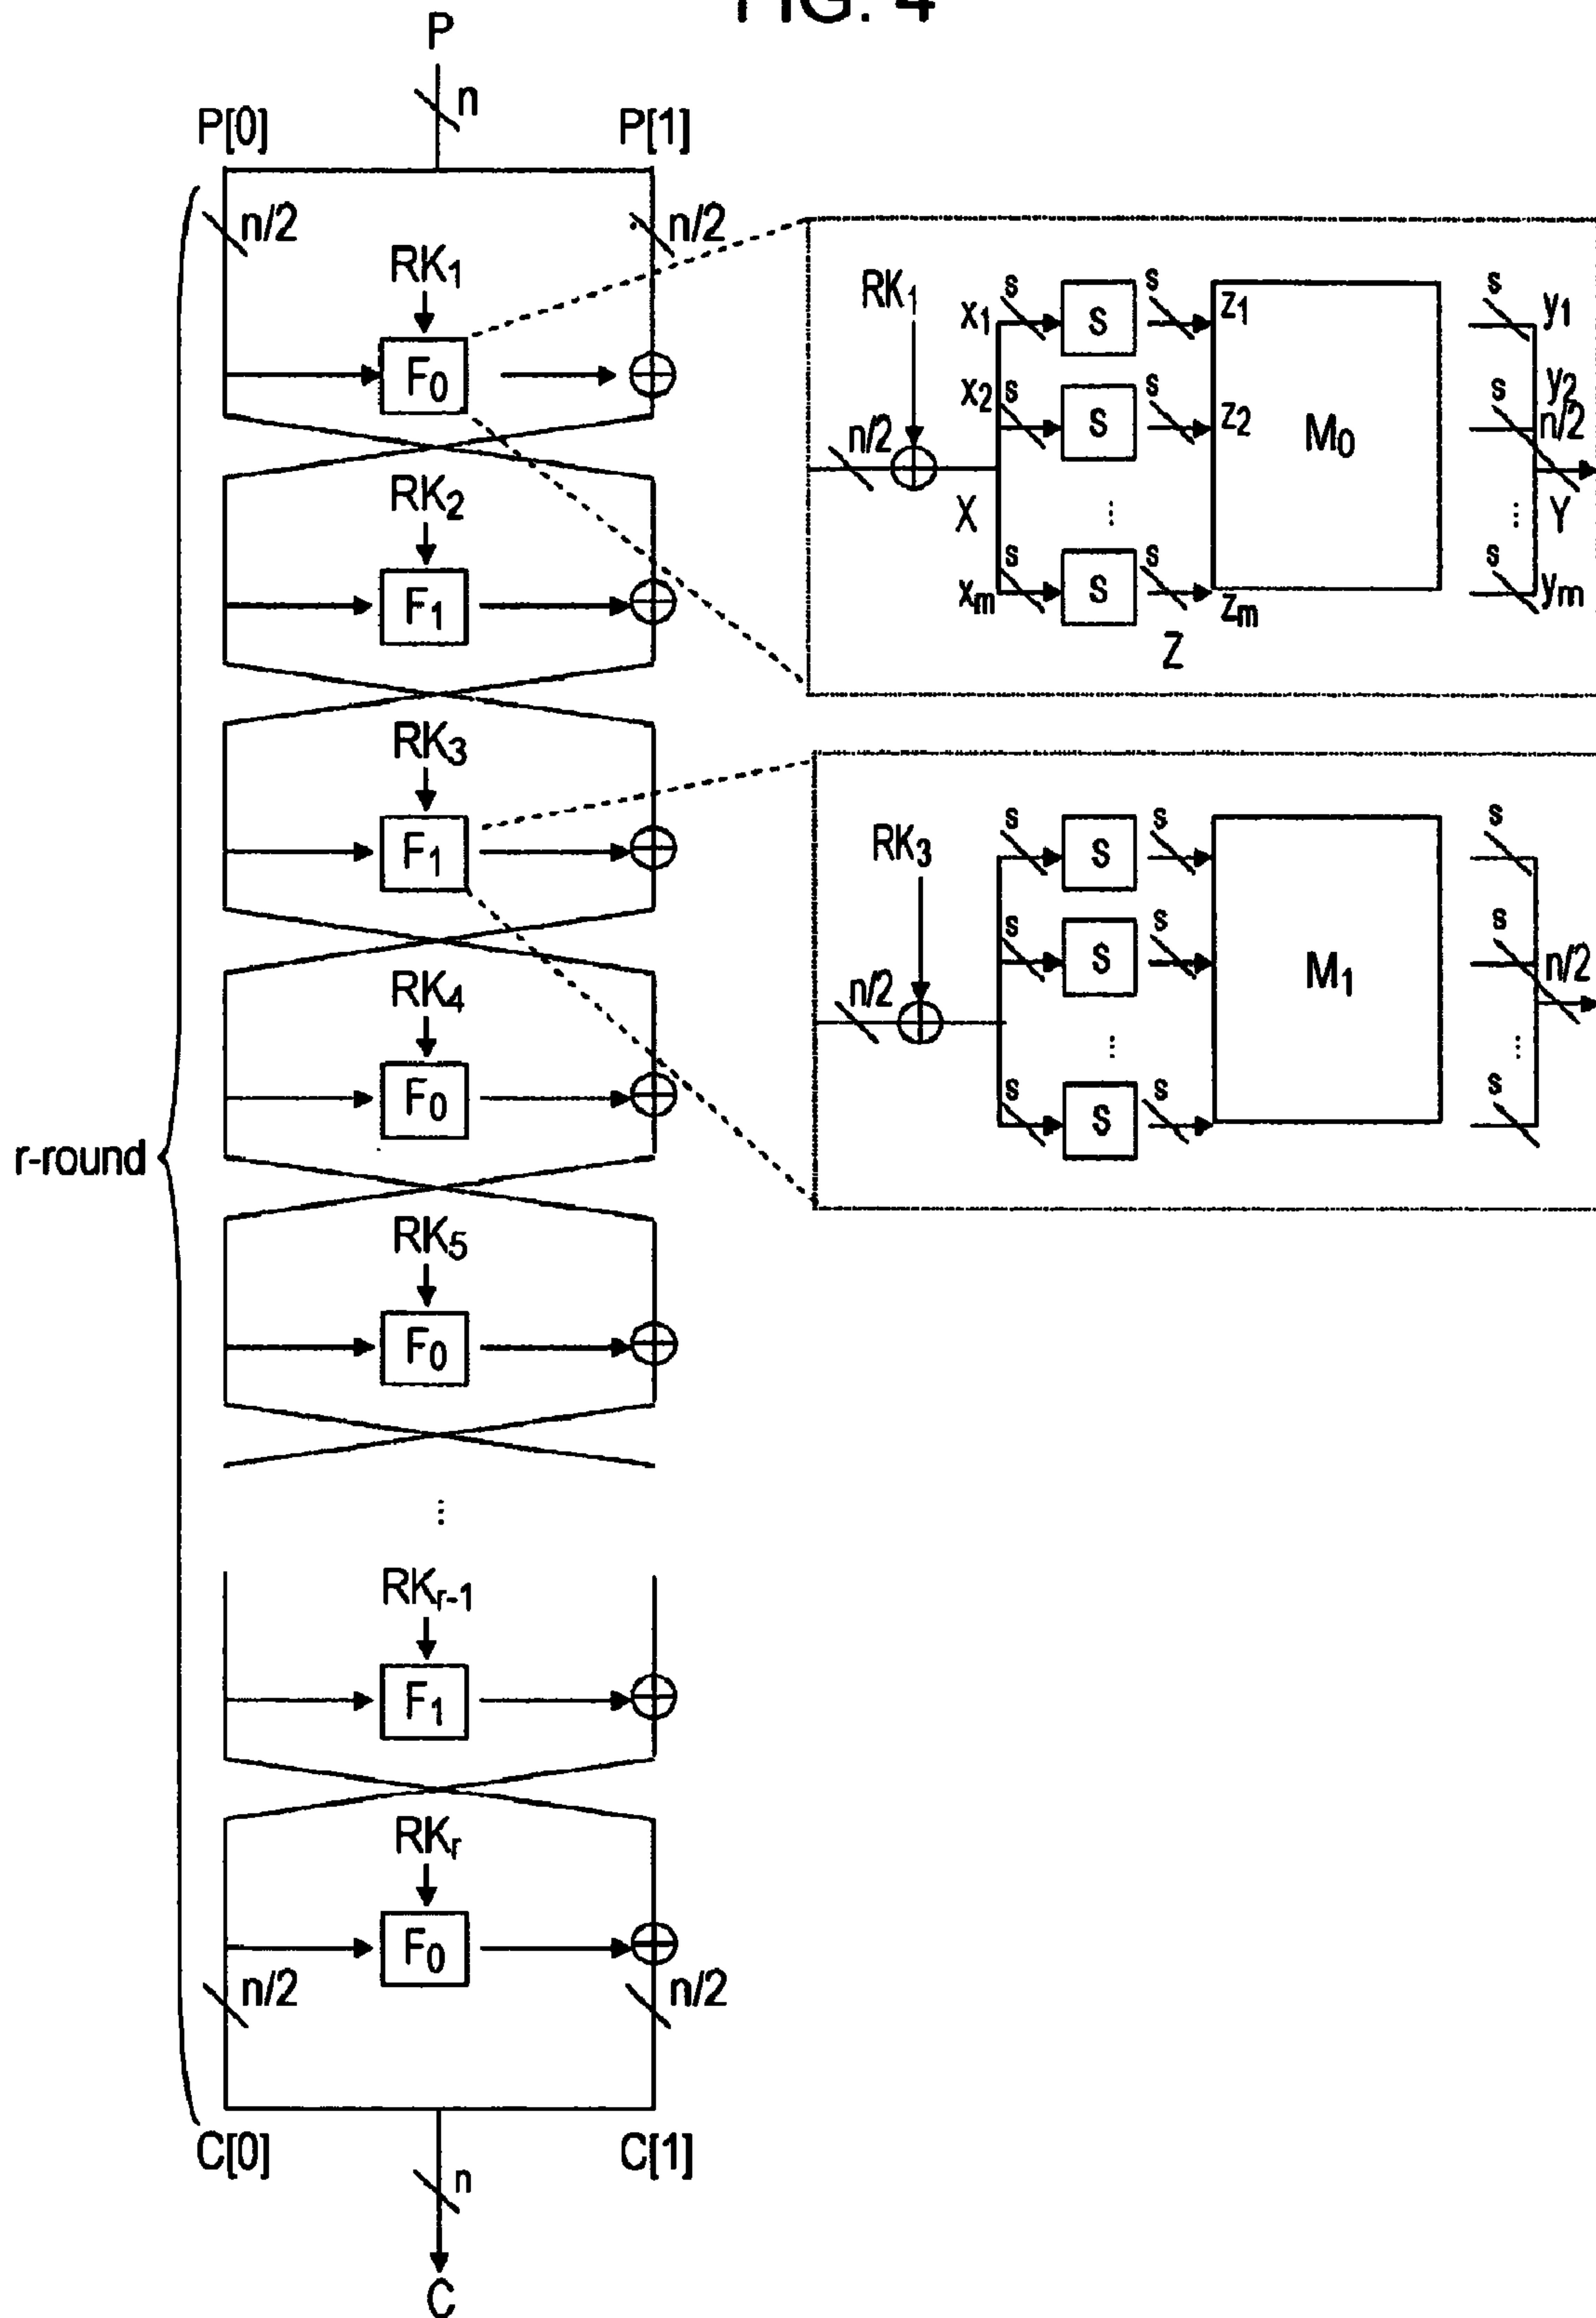 FIG. 4
P
n
P[0]
P[1]
n/2
n/2
RK1
F0
RK2
F1
RK3
F1
RK4
F0
r-round
RK5
F0
...
RKr-1
F1
RKr
F0
n/2
n/2
C[0]
C[1]
n
C
RK1
n/2
X
x1
s
S
s
z1
x2
s
S
s
z2
...
xm
s
S
s
zm
Z
M0
s
y1
s
y2
n/2
...
Y
s
ym
RK3
n/2
s
S
s
s
S
s
...
s
S
s
M1
s
s
n/2
...
s